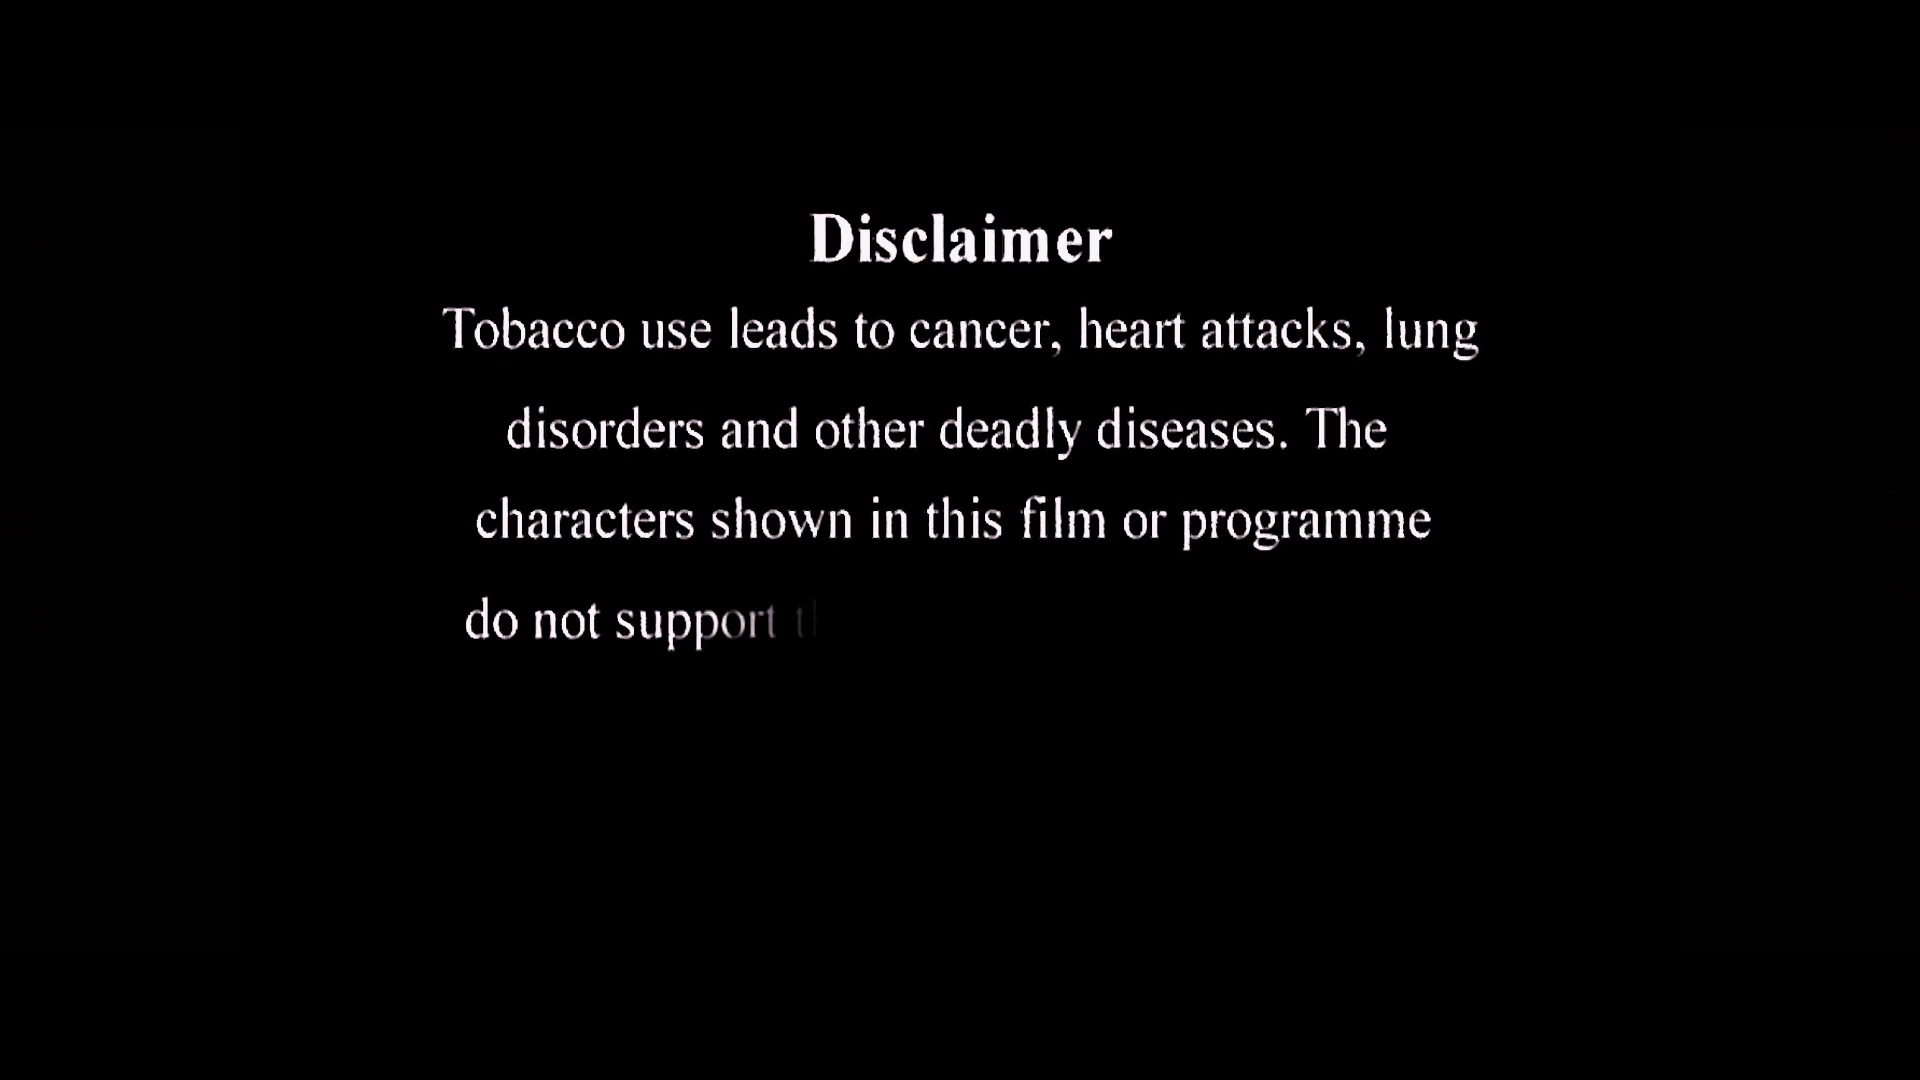 Disclaimer
Tobacco use leads to cancer, heart attacks, lung
disorders and other deadly diseases. The
characters shown in this film or programme
do not support